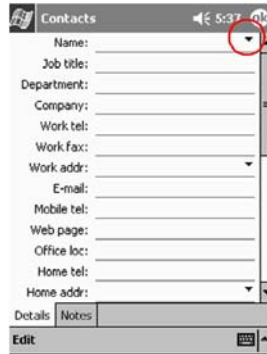 Contacts 5:37 ok
Name:
Job title:
Department:
Company:
Work tel:
Work fax:
Work addr:
E-mail:
Mobile tel:
Web page:
Office loc:
Home tel:
Home addr:
Details Notes
Edit